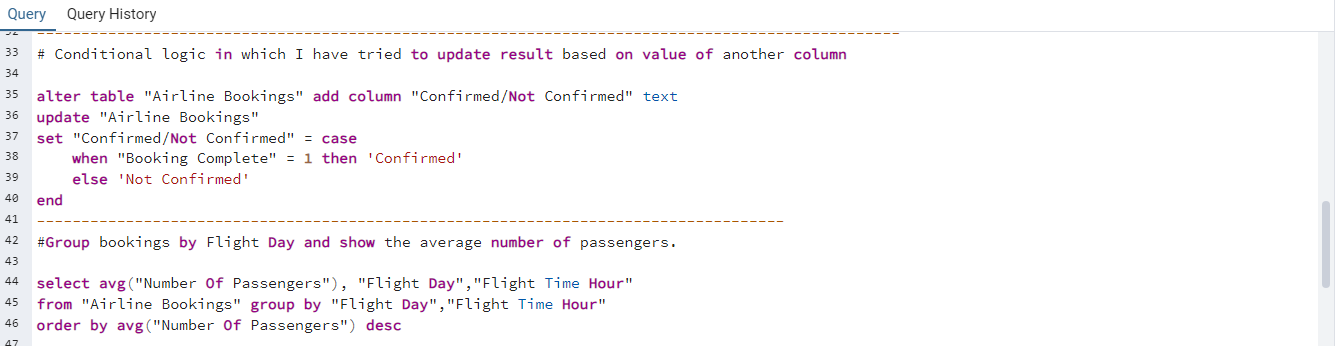 Query Query History
32 ------------------------------------------------------------------------------------------------
33 # Conditional logic in which I have tried to update result based on value of another column
34
35 alter table "Airline Bookings" add column "Confirmed/Not Confirmed" text
36 update "Airline Bookings"
37 set "Confirmed/Not Confirmed" = case
38     when "Booking Complete" = 1 then 'Confirmed'
39     else 'Not Confirmed'
40 end
41 ------------------------------------------------------------------------------------
42 #Group bookings by Flight Day and show the average number of passengers.
43
44 select avg("Number Of Passengers"), "Flight Day","Flight Time Hour"
45 from "Airline Bookings" group by "Flight Day","Flight Time Hour"
46 order by avg("Number Of Passengers") desc
47